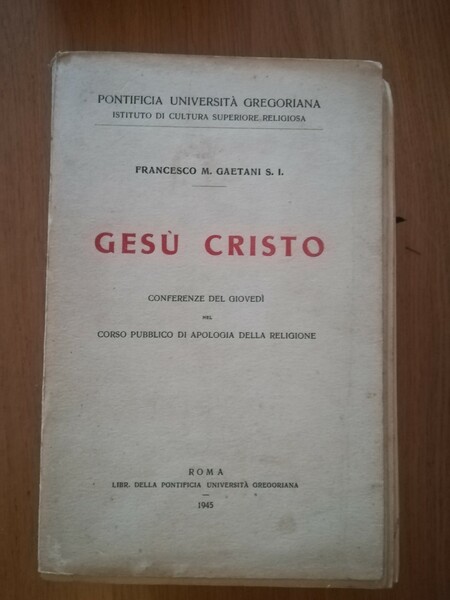 PONTIFICIA UNIVERSITÀ GREGORIANA
ISTITUTO DI CULTURA SUPERIORE RELIGIOSA
FRANCESCO M. GAETANI S. I.
GESÙ CRISTO
CONFERENZE DEL GIOVEDÌ
NEL
CORSO PUBBLICO DI APOLOGIA DELLA RELIGIONE
ROMA
LIBR. DELLA PONTIFICIA UNIVERSITÀ GREGORIANA
1945